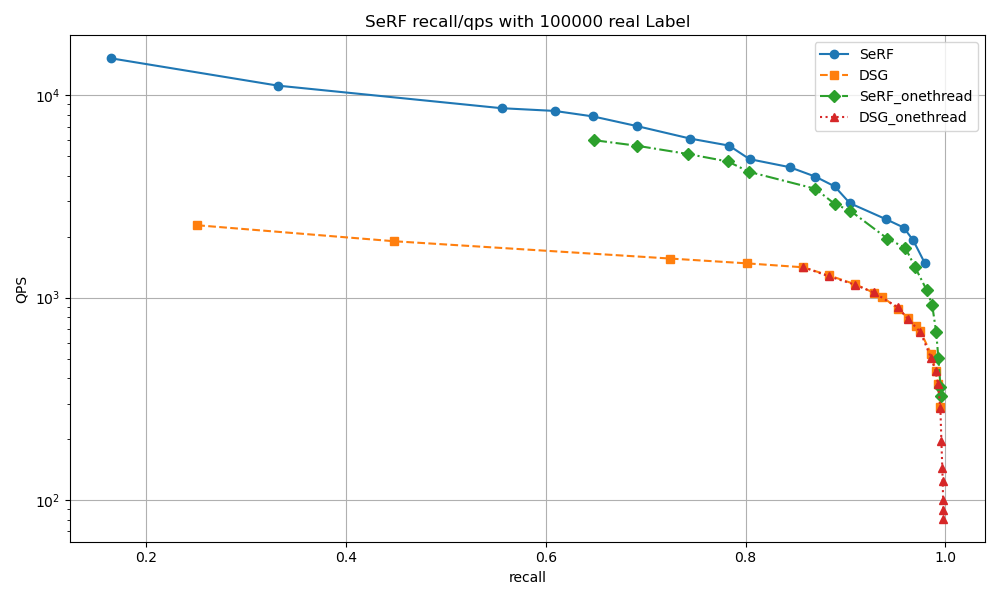 SeRF recall/qps with 100000 real Label
SeRF
DSG
SeRF_onethread
DSG_onethread
QPS
10^4
10^3
10^2
0.2 0.4 0.6 0.8 1.0
recall